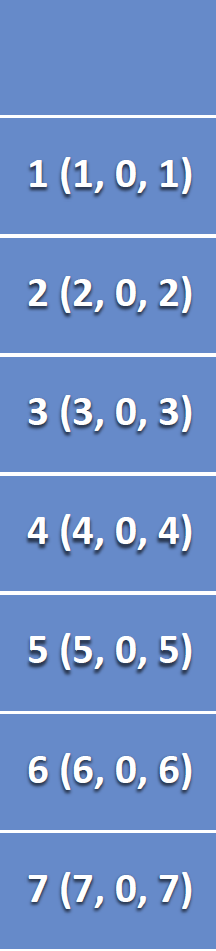 1 (1, 0, 1)
2 (2, 0, 2)
3 (3, 0, 3)
4 (4, 0, 4)
5 (5, 0, 5)
6 (6, 0, 6)
7 (7, 0, 7)